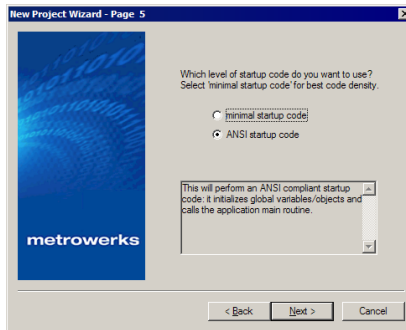 New Project Wizard - Page 5
Which level of startup code do you want to use?
Select 'minimal startup code' for best code density.
minimal startup code
ANSI startup code
This will perform an ANSI compliant startup
code: it initializes global variables/objects and
calls the application main routine.
metrowerks
< Back
Next >
Cancel